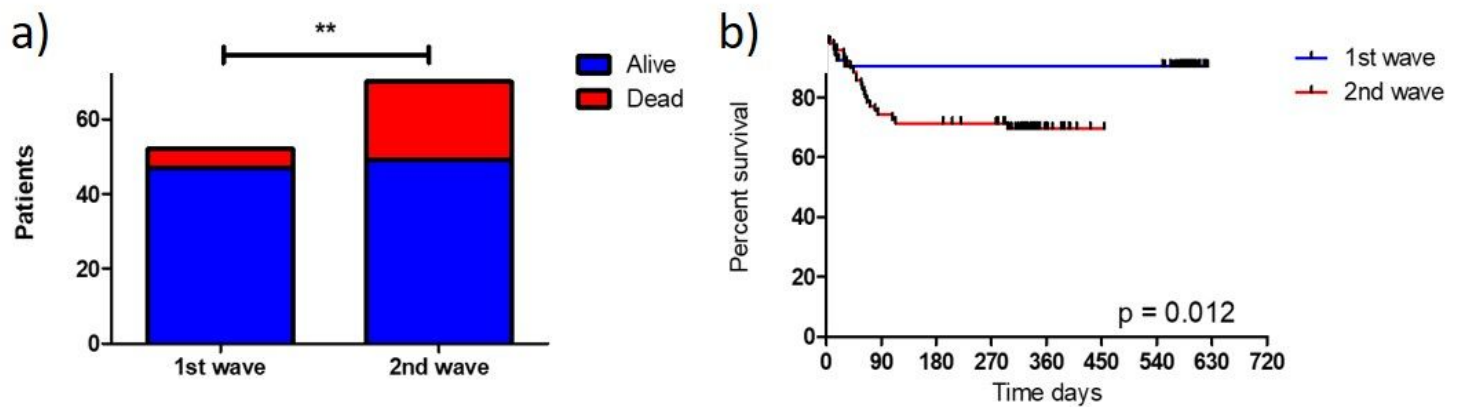 a)
**
Alive
Dead
Patients
60
40
20
0
1st wave
2nd wave
b)
1st wave
2nd wave
Percent survival
80
60
40
20
0
p = 0.012
0 90 180 270 360 450 540 630 720
Time days